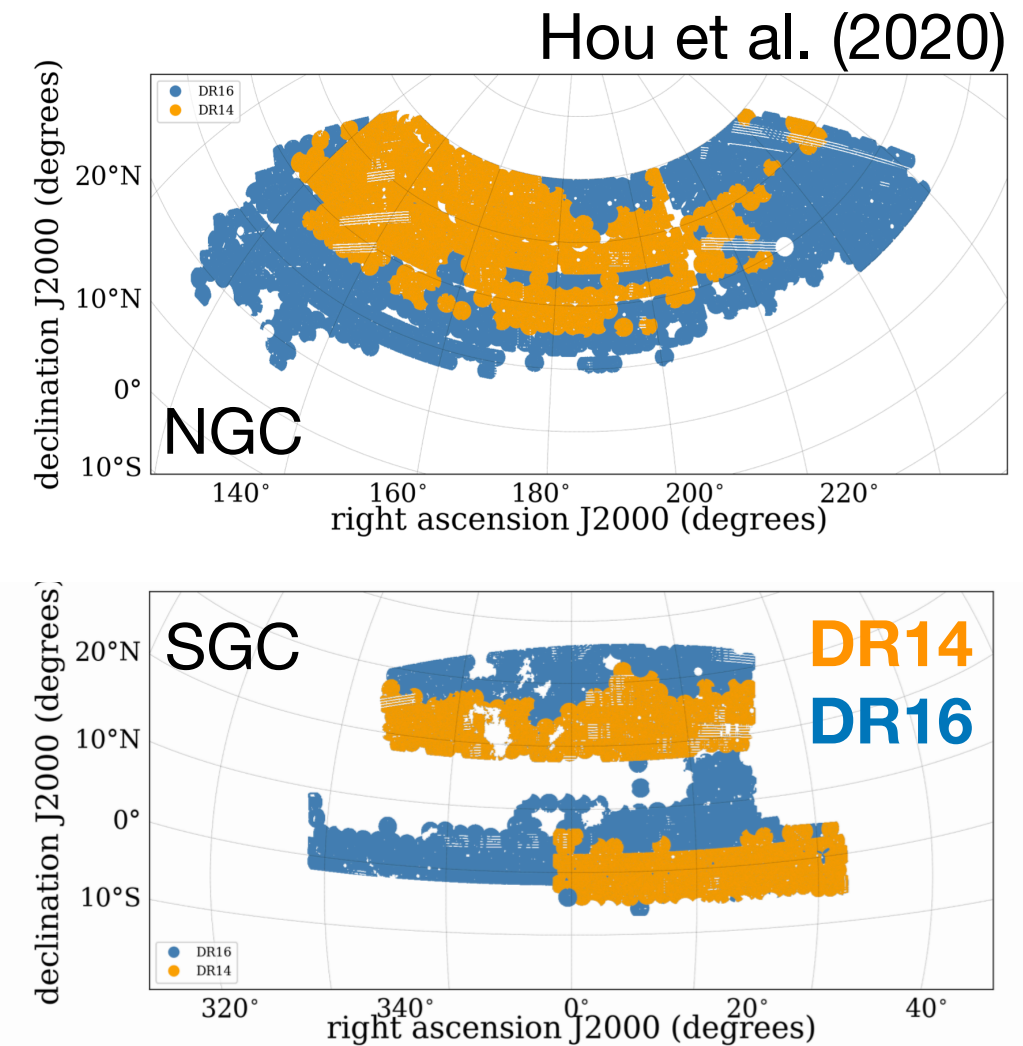 Hou et al. (2020)
DR16
DR14
declination J2000 (degrees)
20°N
10°N
0°
10°S
NGC
140° 160° 180° 200° 220°
right ascension J2000 (degrees)
declination J2000 (degrees)
20°N
10°N
0°
10°S
SGC
DR14
DR16
DR16
DR14
320° 340° 0° 20° 40°
right ascension J2000 (degrees)